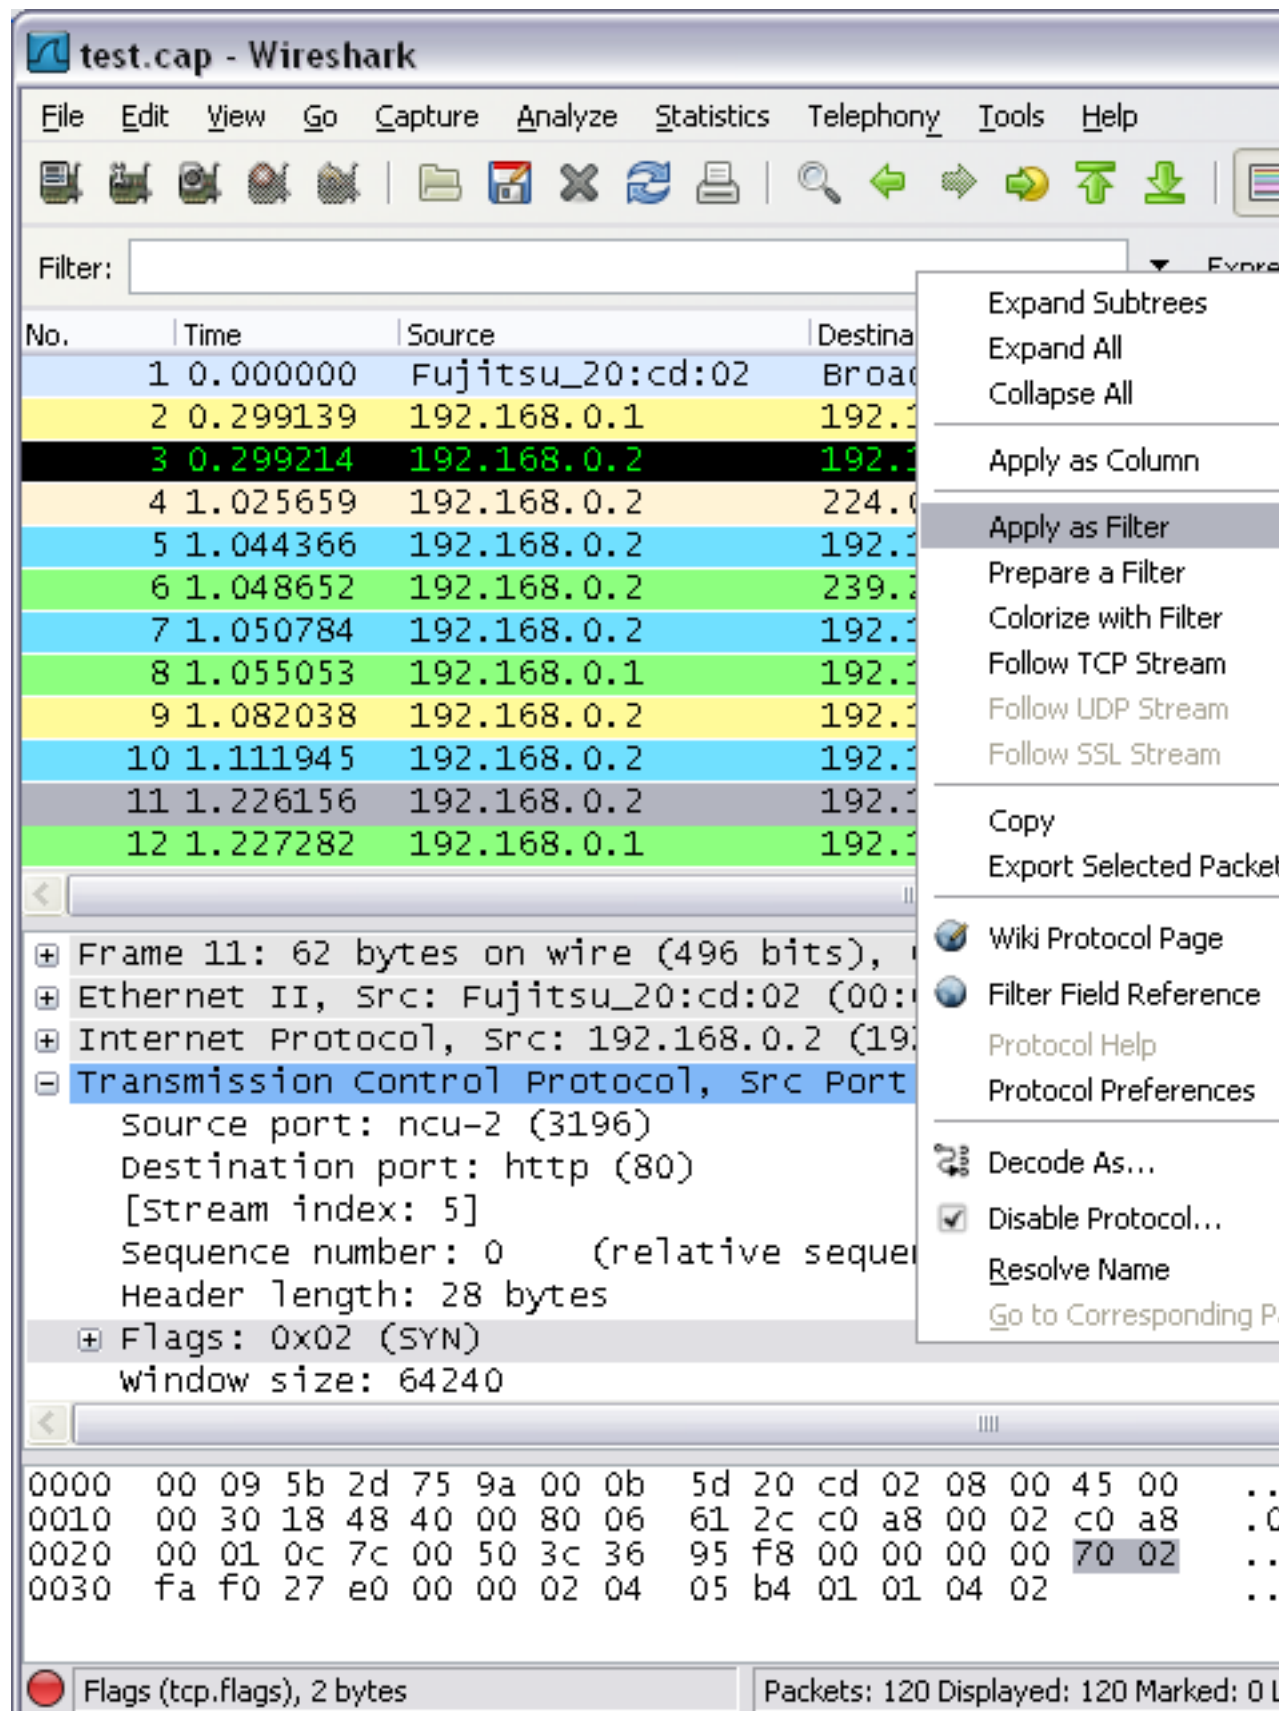 test.cap - Wireshark
File Edit View Go Capture Analyze Statistics Telephony Tools Help
Filter:
No. Time Source
1 0.000000 Fujitsu_20:cd:02
2 0.299139 192.168.0.1
3 0.299214 192.168.0.2
4 1.025659 192.168.0.2
5 1.044366 192.168.0.2
6 1.048652 192.168.0.2
7 1.050784 192.168.0.2
8 1.055053 192.168.0.1
9 1.082038 192.168.0.2
10 1.111945 192.168.0.2
11 1.226156 192.168.0.2
12 1.227282 192.168.0.1
Expand Subtrees
Expand All
Collapse All
Apply as Column
Apply as Filter
Prepare a Filter
Colorize with Filter
Follow TCP Stream
Follow UDP Stream
Follow SSL Stream
Copy
Export Selected Packet
Wiki Protocol Page
Filter Field Reference
Protocol Help
Protocol Preferences
Decode As...
Disable Protocol...
Resolve Name
Go to Corresponding
Frame 11: 62 bytes on wire (496 bits),
Ethernet II, Src: Fujitsu_20:cd:02 (00:
Internet Protocol, Src: 192.168.0.2 (19
Transmission Control Protocol, Src Port
Source port: ncu-2 (3196)
Destination port: http (80)
[Stream index: 5]
Sequence number: 0 (relative
Header length: 28 bytes
Flags: 0x02 (SYN)
Window size: 64240
0000 00 09 5b 2d 75 9a 00 0b 5d 20 cd 02 08 00 45 00 ..
0010 00 30 18 48 40 00 80 06 61 2c c0 a8 00 02 c0 a8 .0
0020 00 01 0c 7c 00 50 3c 36 95 f8 00 00 00 00 70 02 ..
0030 fa f0 27 e0 00 00 02 04 05 b4 01 01 04 02 ..
Flags (tcp.flags), 2 bytes
Packets: 120 Displayed: 120 Marked: 0